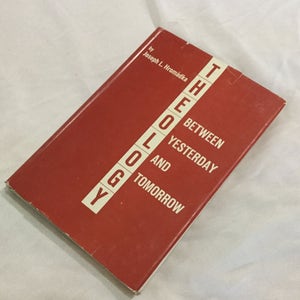 by
Joseph L. Hromádka
THEOLOGY
BETWEEN
YESTERDAY
AND
TOMORROW